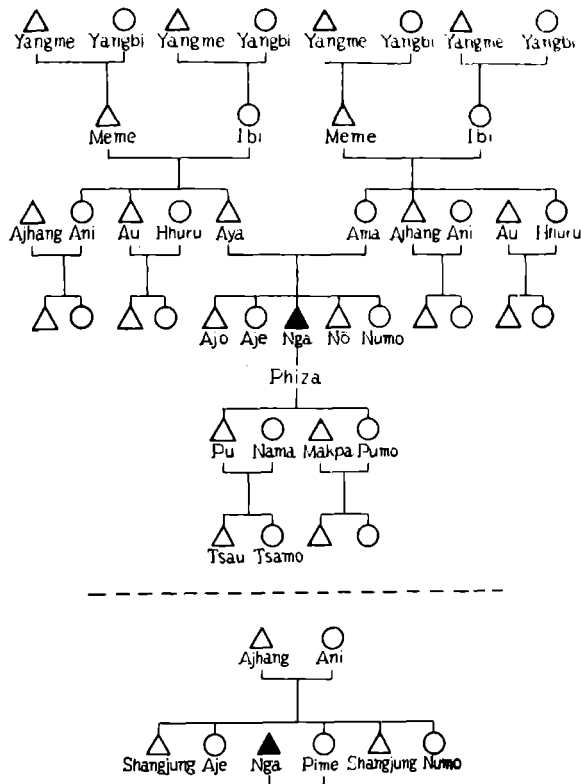 Yangme Yangbi Yangme Yangbi Yangme Yangbi Yangme Yangbi
Meme Ibi Meme Ibi
Ajhang Ani Au Hhuru Aya Ama Ajhang Ani Au Hhuru
Ajo Aje Nga Nō Numo
Phiza
Pu Nama Makpa Pumo
Tsau Tsamo
Ajhang Ani
Shangjung Aje Nga Pime Shangjung Numo